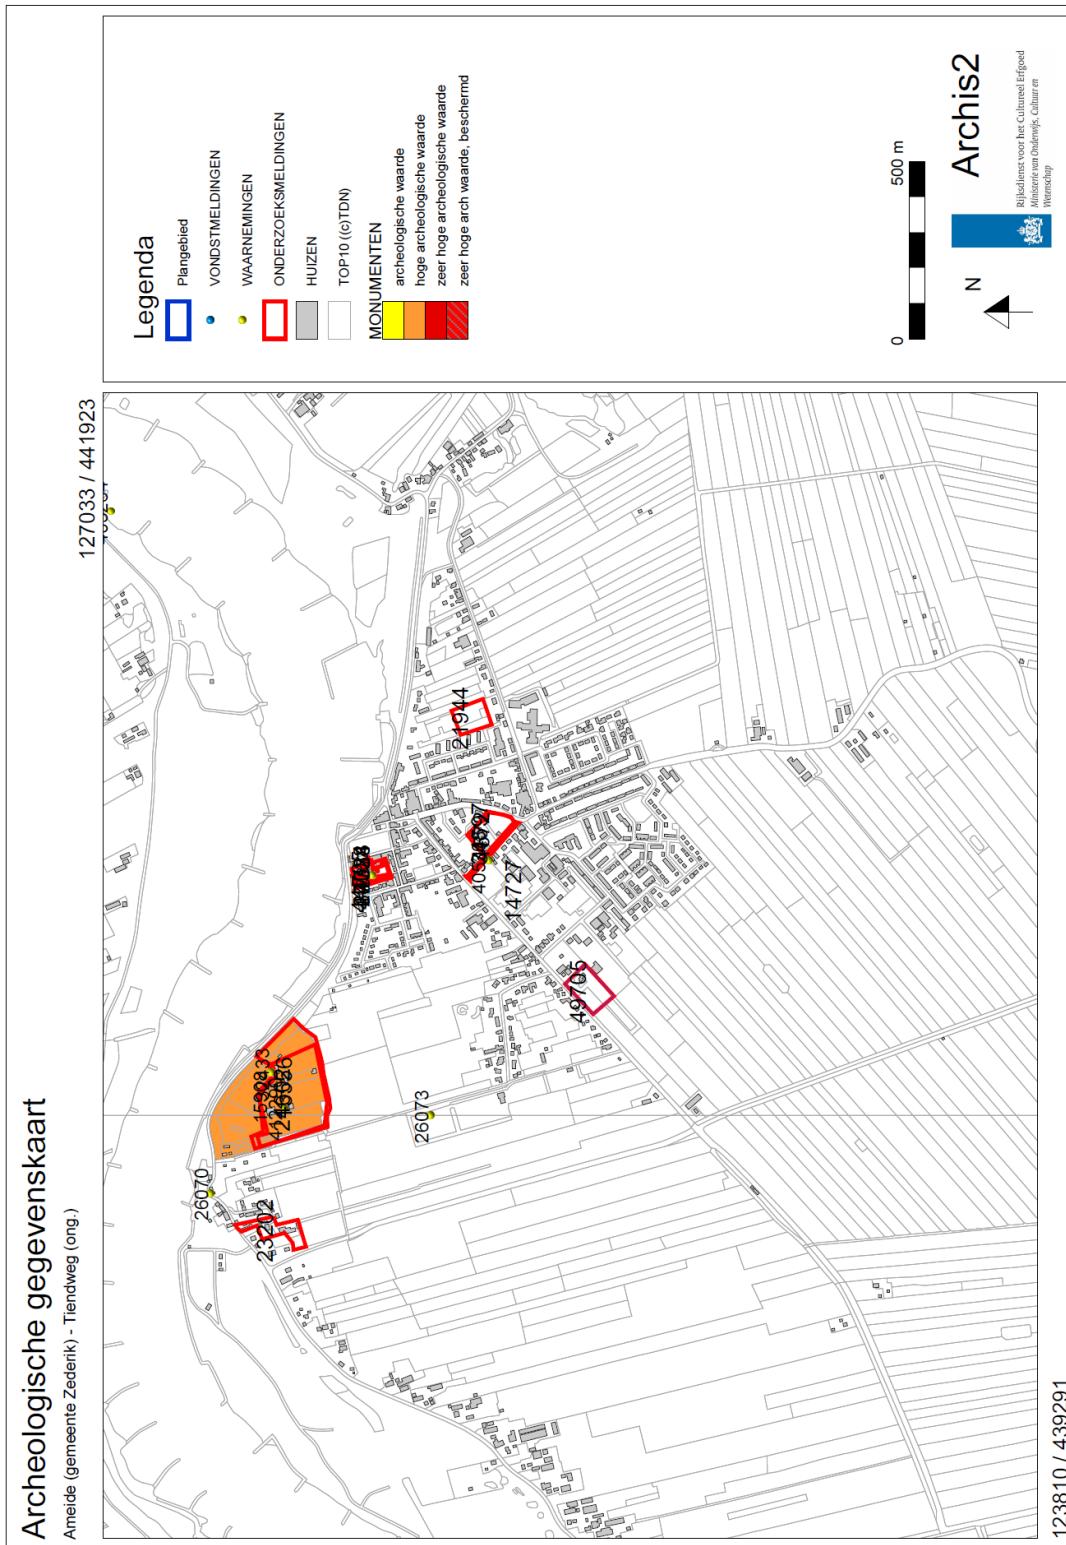 Archeologische gegevenskaart
Ameide (gemeente Zederik) - Tiendweg (ong.)
127033 / 441923
26070
23202
26073
21944
14727
49705
123810 / 439291
Legenda
Plangebied
VONDSTMELDINGEN
WAARNEMINGEN
ONDERZOEKSMELDINGEN
HUIZEN
TOP10 ((c)TDN)
MONUMENTEN
archeologische waarde
hoge archeologische waarde
zeer hoge archeologische waarde
zeer hoge arch waarde, beschermd
0 500 m
N
Archis2
Rijksdienst voor het Cultureel Erfgoed
Ministerie van Onderwijs, Cultuur en
Wetenschap